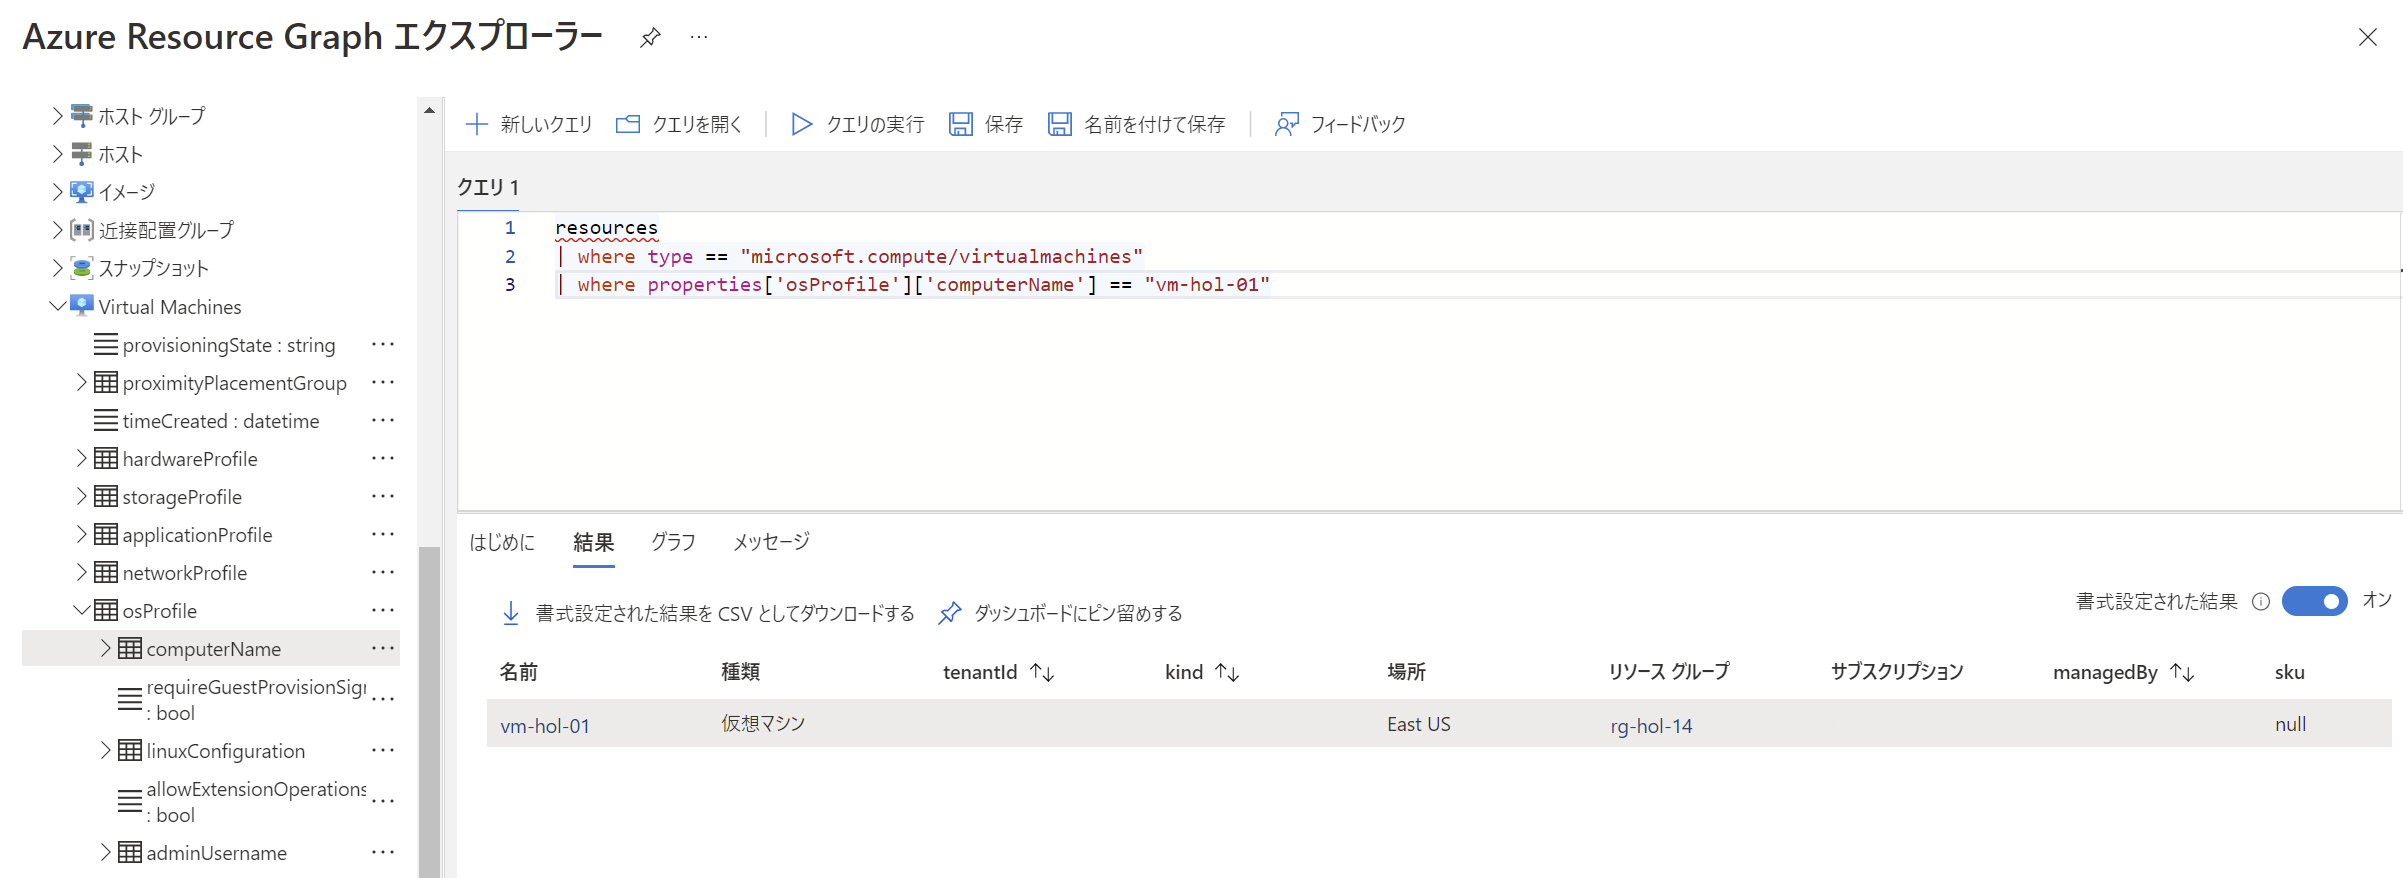 Azure Resource Graph エクスプローラー
ホスト グループ
ホスト
イメージ
近接配置グループ
スナップショット
Virtual Machines
provisioningState : string
proximityPlacementGroup
timeCreated : datetime
hardwareProfile
storageProfile
applicationProfile
networkProfile
osProfile
computerName
requireGuestProvisionSigr
: bool
linuxConfiguration
allowExtensionOperations
: bool
adminUsername
新しいクエリ クエリを開く クエリの実行 保存 名前を付けて保存 フィードバック
クエリ 1
1 resources
2 | where type == "microsoft.compute/virtualmachines"
3 | where properties['osProfile']['computerName'] == "vm-hol-01"
はじめに 結果 グラフ メッセージ
書式設定された結果を CSV としてダウンロードする ダッシュボードにピン留めする
書式設定された結果 オン
名前 種類 tenantId kind 場所 リソース グループ サブスクリプション managedBy sku
vm-hol-01 仮想マシン East US rg-hol-14 null